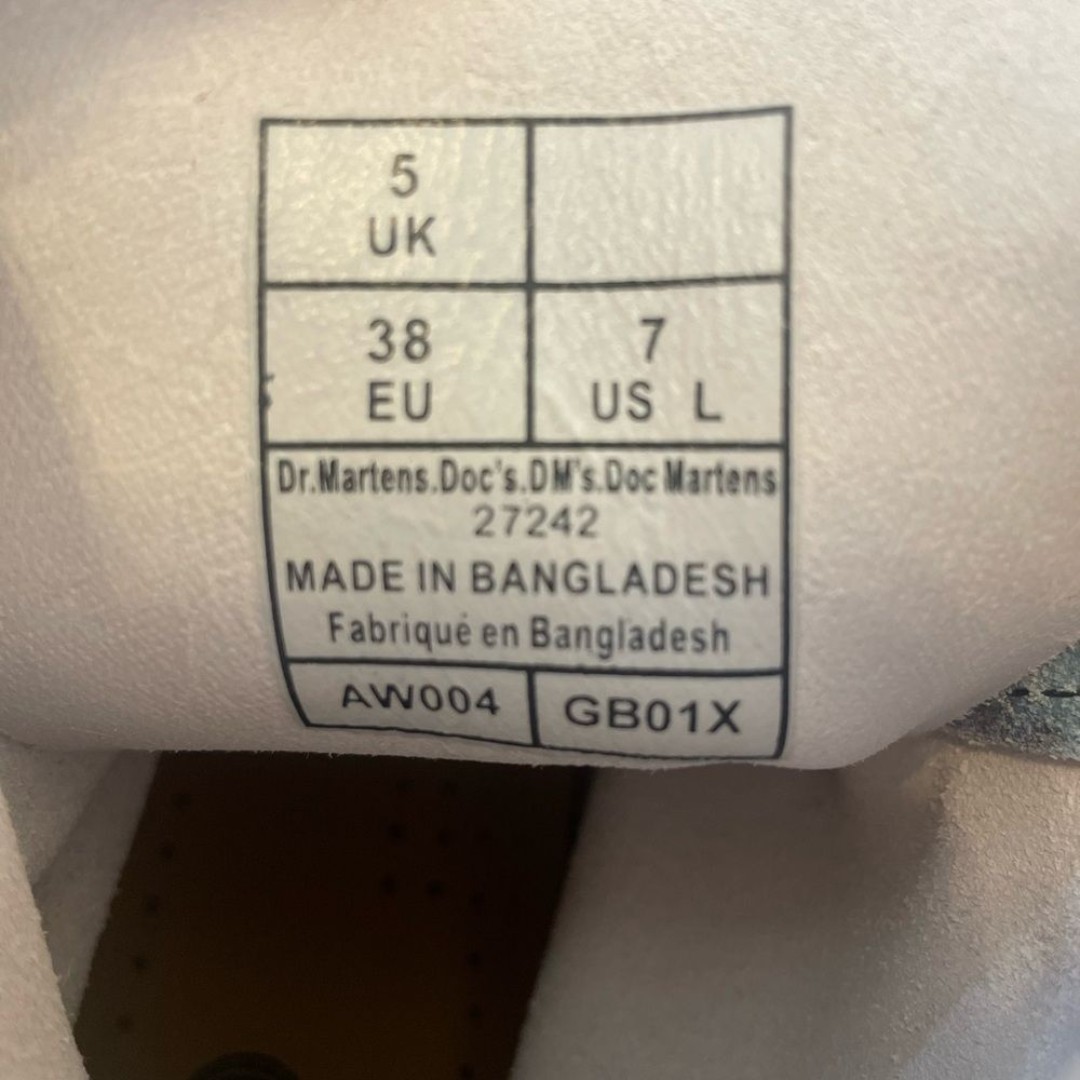 5
UK
38
EU
7
US L
Dr.Martens.Doc's.DM's.Doc Martens
27242
MADE IN BANGLADESH
Fabriqué en Bangladesh
AW004
GB01X